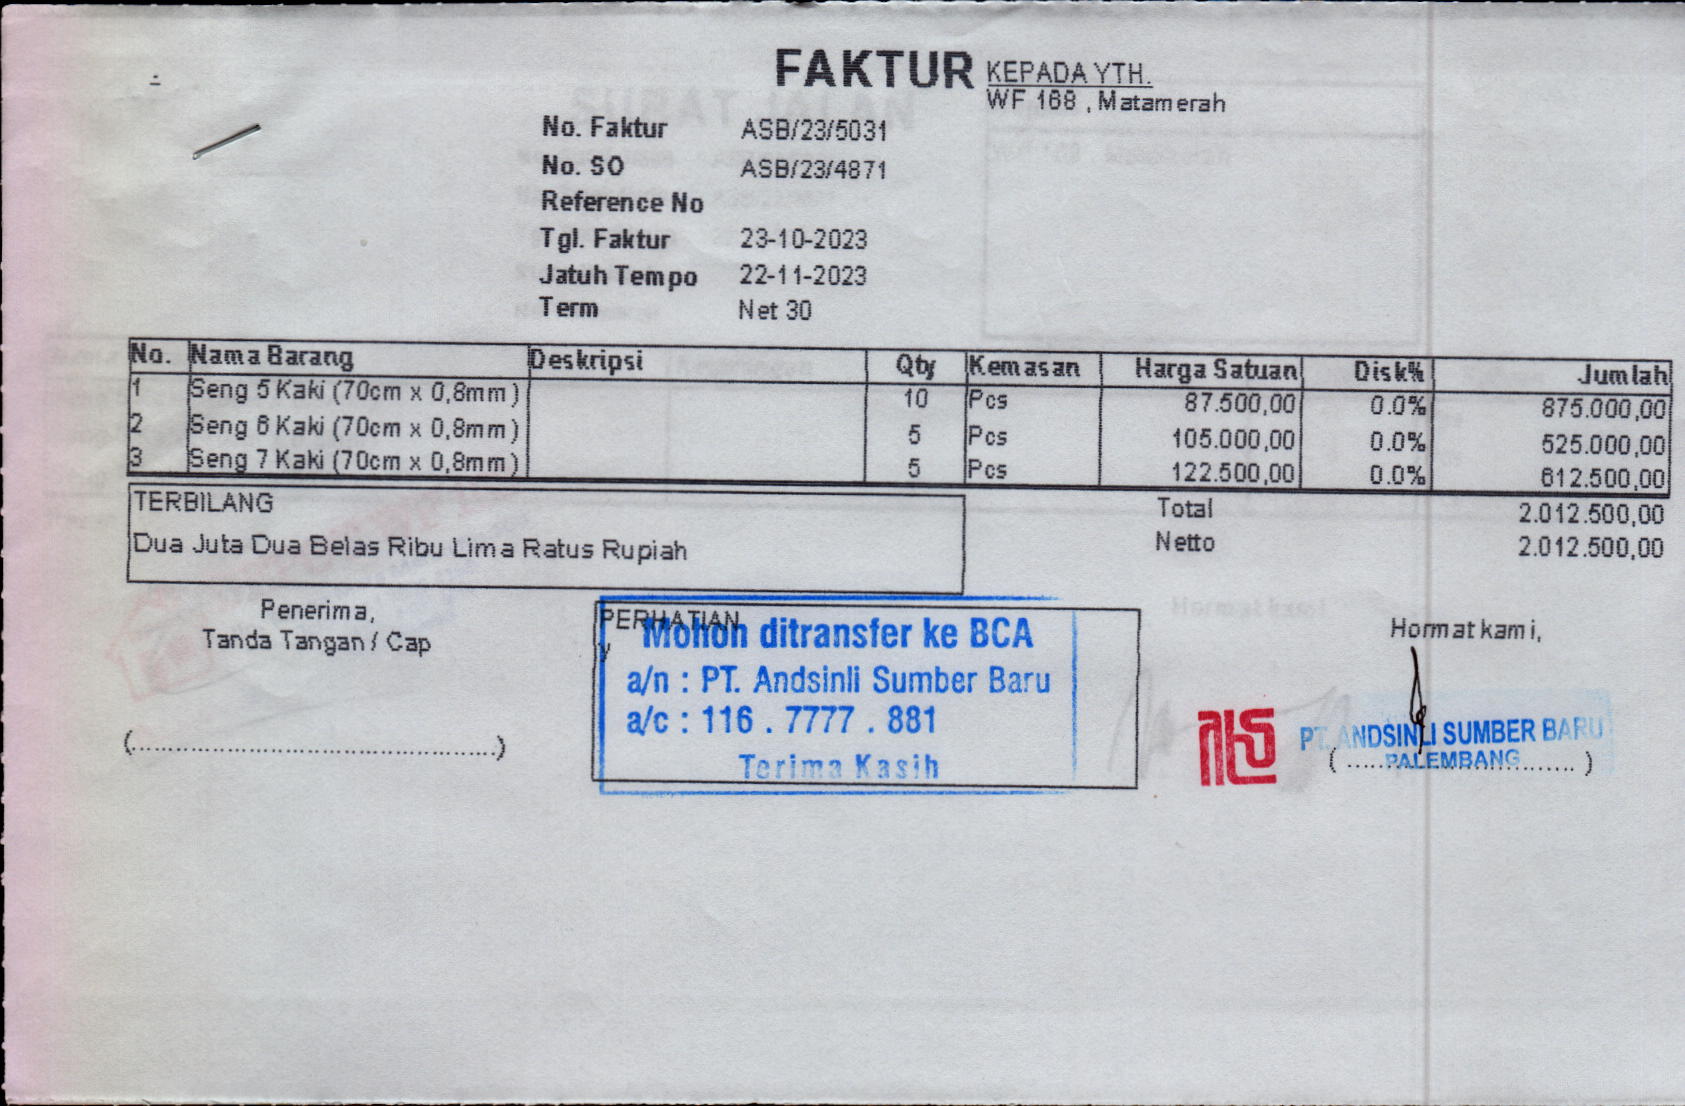 FAKTUR
KEPADA YTH.
WF 168 , Matamerah
No. Faktur ASB/23/5031
No. SO ASB/23/4871
Reference No
Tgl. Faktur 23-10-2023
Jatuh Tempo 22-11-2023
Term Net 30
No. Nama Barang Deskripsi Qty Kemasan Harga Satuan Disk% Jumlah
1 Seng 5 Kaki (70cm x 0,8mm) 10 Pcs 87.500,00 0.0% 875.000,00
2 Seng 6 Kaki (70cm x 0,8mm) 5 Pcs 105.000,00 0.0% 525.000,00
3 Seng 7 Kaki (70cm x 0,8mm) 5 Pcs 122.500,00 0.0% 612.500,00
TERBILANG
Dua Juta Dua Belas Ribu Lima Ratus Rupiah
Total 2.012.500,00
Netto 2.012.500,00
Penerima,
Tanda Tangan / Cap
(................................................)
PERHATIAN
Mohon ditransfer ke BCA
a/n : PT. Andsinli Sumber Baru
a/c : 116 . 7777 . 881
Terima Kasih
Hormat kami,
PT. ANDSINLI SUMBER BARU
PALEMBANG
(................................)